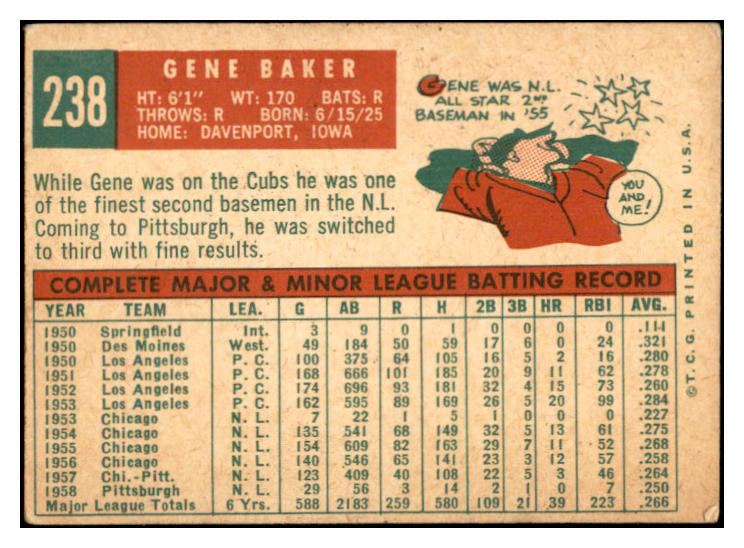 238
GENE BAKER
HT: 6'1" WT: 170 BATS: R
THROWS: R BORN: 6/15/25
HOME: DAVENPORT, IOWA
GENE WAS N.L.
ALL STAR 2ND
BASEMAN IN '55
YOU
AND
ME!
While Gene was on the Cubs he was one
of the finest second basemen in the N.L.
Coming to Pittsburgh, he was switched
to third with fine results.
COMPLETE MAJOR & MINOR LEAGUE BATTING RECORD
YEAR TEAM LEA. G AB R H 2B 3B HR RBI AVG.
1950 Springfield Int. 3 9 0 1 0 0 0 0 .111
1950 Des Moines West. 49 184 50 59 17 6 0 24 .321
1950 Los Angeles P. C. 100 375 64 105 16 5 2 16 .280
1951 Los Angeles P. C. 168 666 101 185 20 9 11 62 .278
1952 Los Angeles P. C. 174 696 93 181 32 4 15 73 .260
1953 Los Angeles P. C. 162 595 89 169 26 5 20 99 .284
1953 Chicago N. L. 7 22 1 5 1 0 0 0 .227
1954 Chicago N. L. 135 541 68 149 32 5 13 61 .275
1955 Chicago N. L. 154 609 82 163 29 7 11 52 .268
1956 Chicago N. L. 140 546 65 141 23 3 12 57 .258
1957 Chi.-Pitt. N. L. 123 409 40 108 22 5 3 46 .264
1958 Pittsburgh N. L. 29 56 3 14 2 1 0 7 .250
Major League Totals 6 Yrs. 588 2183 259 580 109 21 39 223 .266
©T.C.G. PRINTED IN U.S.A.